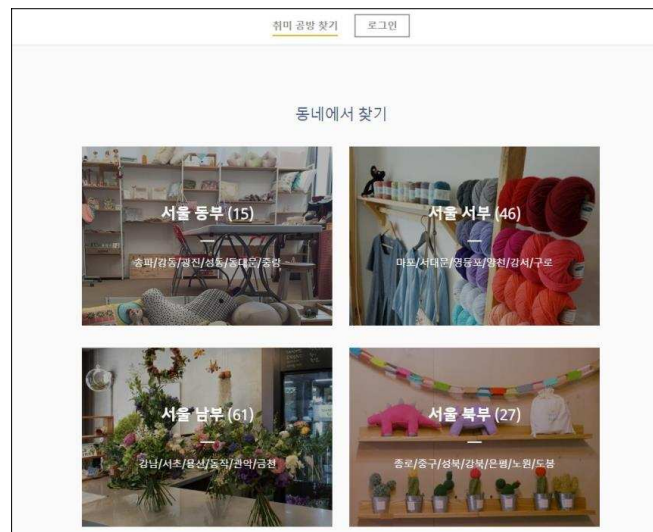 취미 공방 찾기
로그인
동네에서 찾기
서울 동부 (15)
송파/강동/광진/성동/동대문/중랑
서울 서부 (46)
마포/서대문/영등포/양천/강서/구로
서울 남부 (61)
강남/서초/용산/동작/관악/금천
서울 북부 (27)
종로/중구/성북/강북/은평/노원/도봉